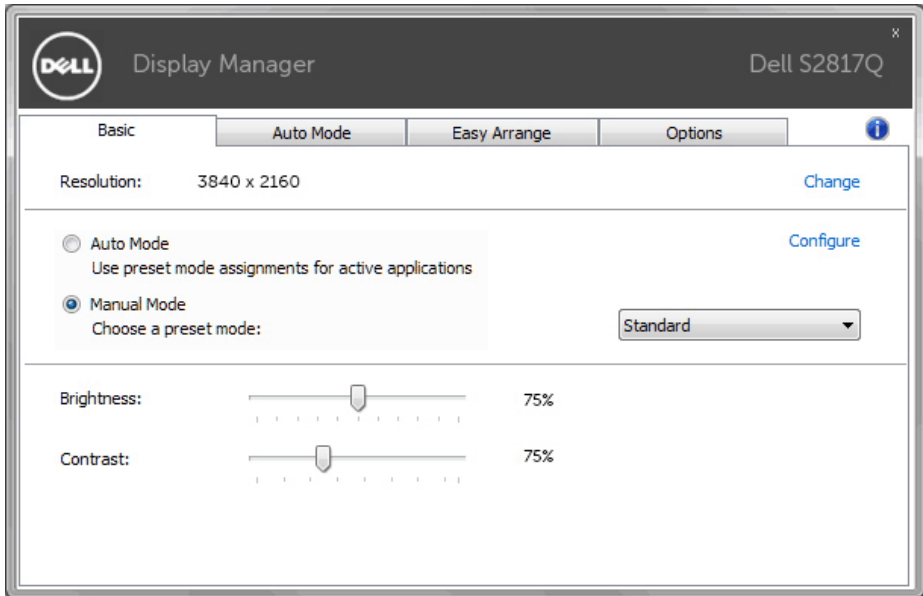 DELL Display Manager Dell S2817Q x
Basic Auto Mode Easy Arrange Options i
Resolution: 3840 x 2160 Change
Auto Mode Configure
Use preset mode assignments for active applications
Manual Mode
Choose a preset mode: Standard
Brightness: 75%
Contrast: 75%